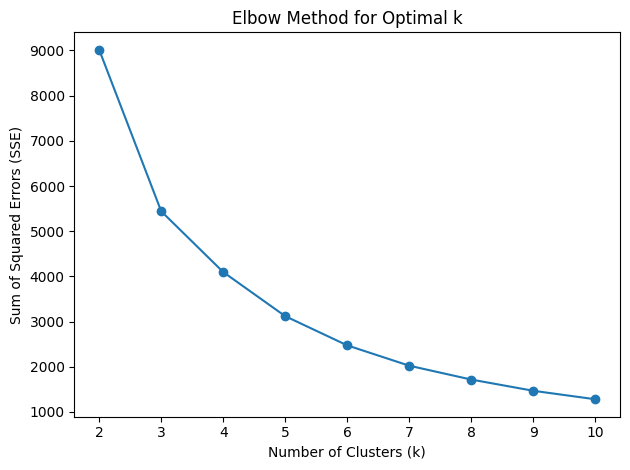 Elbow Method for Optimal k
Sum of Squared Errors (SSE)
9000
8000
7000
6000
5000
4000
3000
2000
1000
2 3 4 5 6 7 8 9 10
Number of Clusters (k)